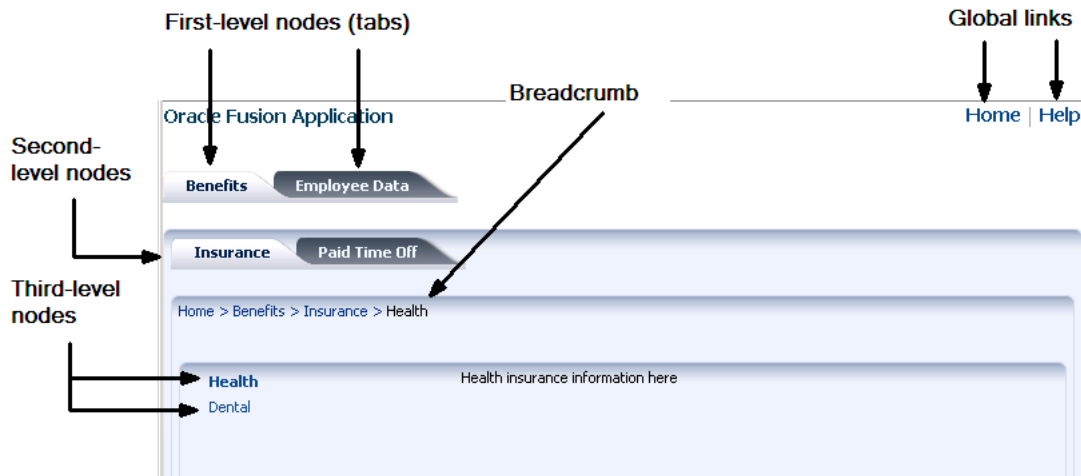 First-level nodes (tabs)
Global links
Breadcrumb
Oracle Fusion Application
Home | Help
Second-
level nodes
Benefits
Employee Data
Insurance
Paid Time Off
Third-level
nodes
Home > Benefits > Insurance > Health
Health
Health insurance information here
Dental